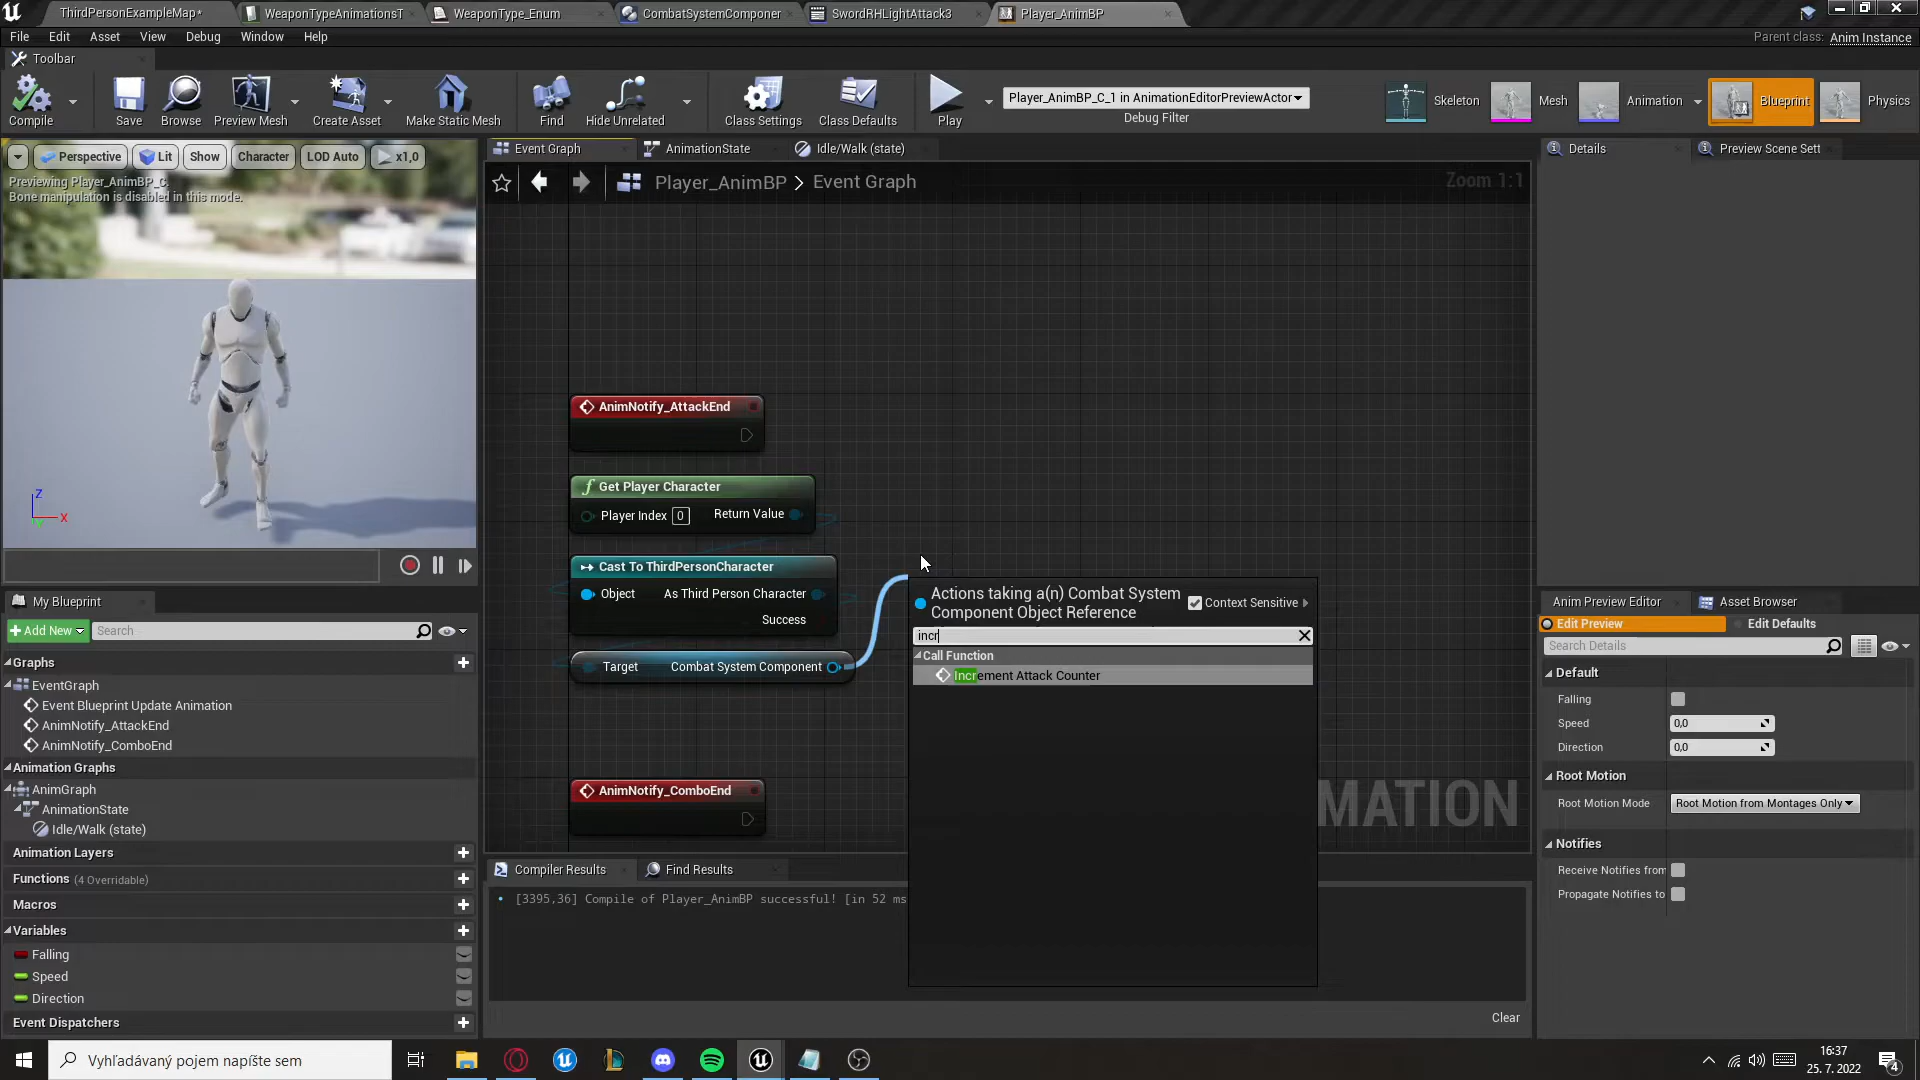 ThirdPersonExampleMap*
WeaponTypeAnimationsT
WeaponType_Enum
CombatSystemComponer
SwordRHLightAttack3
Player_AnimBP
File
Edit
Asset
View
Debug
Window
Help
Parent class:
Anim Instance
Toolbar
Compile
Save
Browse
Preview Mesh
Create Asset
Make Static Mesh
Find
Hide Unrelated
Class Settings
Class Defaults
Play
Player_AnimBP_C_1 in AnimationEditorPreviewActor
Debug Filter
Skeleton
Mesh
Animation
Blueprint
Physics
Perspective
Lit
Show
Character
LOD Auto
x1,0
Previewing Player_AnimBP_C.
Bone manipulation is disabled in this mode.
Z
X
Y
Event Graph
AnimationState
Idle/Walk (state)
Player_AnimBP > Event Graph
Zoom 1:1
AnimNotify_AttackEnd
Get Player Character
Player Index
0
Return Value
Cast To ThirdPersonCharacter
Object
As Third Person Character
Success
Target
Combat System Component
AnimNotify_ComboEnd
Actions taking a(n) Combat System
Component Object Reference
Context Sensitive
incr
Call Function
Increment Attack Counter
MATION
My Blueprint
Add New
Search
Graphs
EventGraph
Event Blueprint Update Animation
AnimNotify_AttackEnd
AnimNotify_ComboEnd
Animation Graphs
AnimGraph
AnimationState
Idle/Walk (state)
Animation Layers
Functions (4 Overridable)
Macros
Variables
Falling
Speed
Direction
Event Dispatchers
Compiler Results
Find Results
[3395,36] Compile of Player_AnimBP successful! [in 52 ms
Clear
Details
Preview Scene Sett
Anim Preview Editor
Asset Browser
Edit Preview
Edit Defaults
Search Details
Default
Falling
Speed
0,0
Direction
0,0
Root Motion
Root Motion Mode
Root Motion from Montages Only
Notifies
Receive Notifies from
Propagate Notifies to
Vyhľadávaný pojem napíšte sem
16:37
25. 7. 2022
4